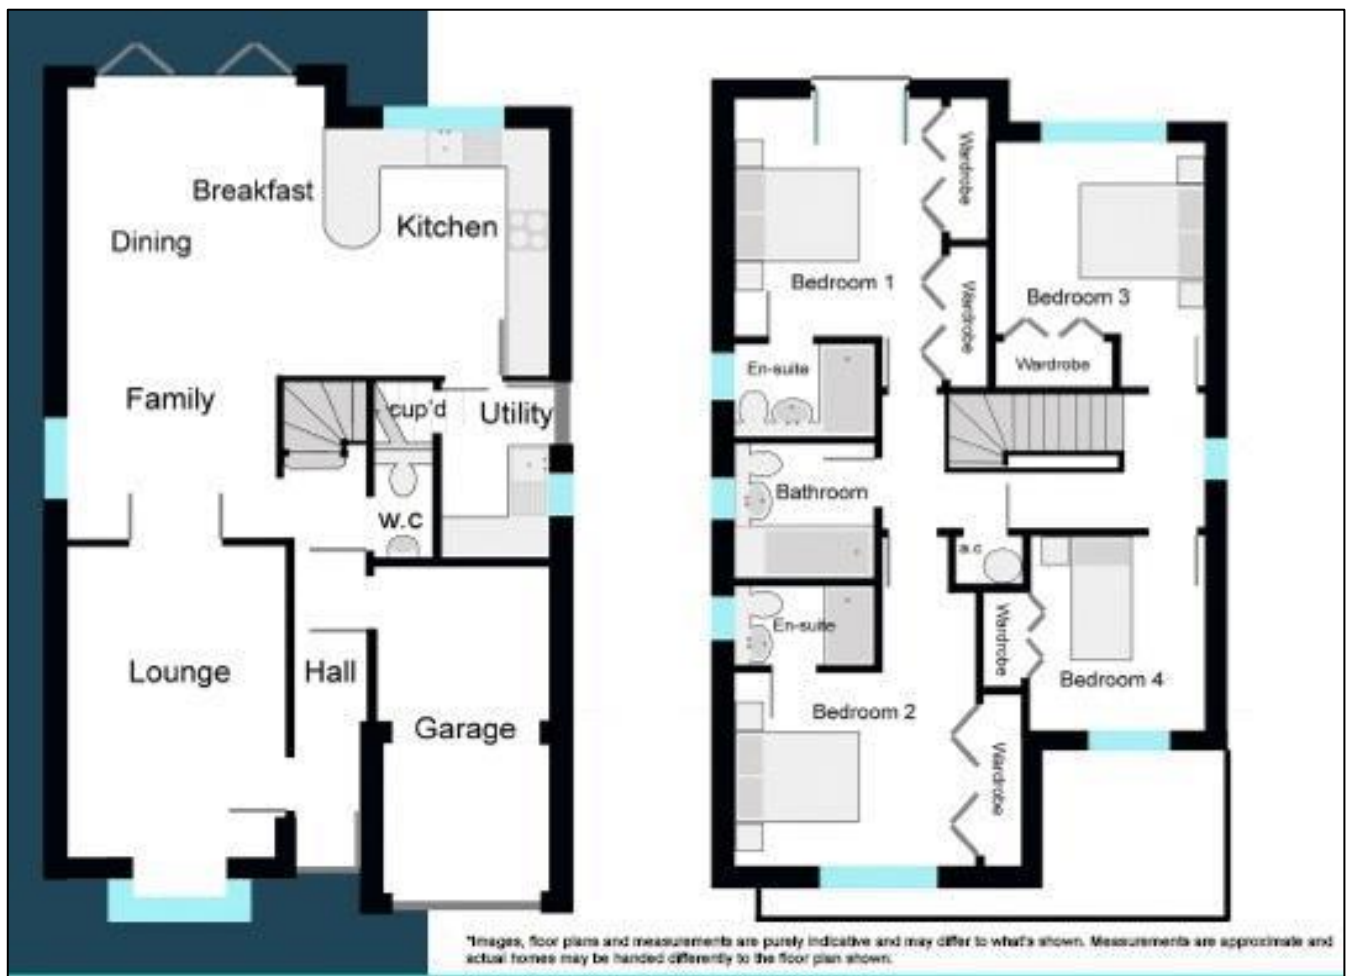 Breakfast
Dining
Kitchen
Family
cup'd
Utility
w.c
Lounge
Hall
Garage
Wardrobe
Bedroom 1
Wardrobe
Bedroom 3
Wardrobe
En-suite
Bathroom
a.c
En-suite
Wardrobe
Bedroom 4
Bedroom 2
Wardrobe
*Images, floor plans and measurements are purely indicative and may differ to what's shown. Measurements are approximate and
actual homes may be handed differently to the floor plan shown.